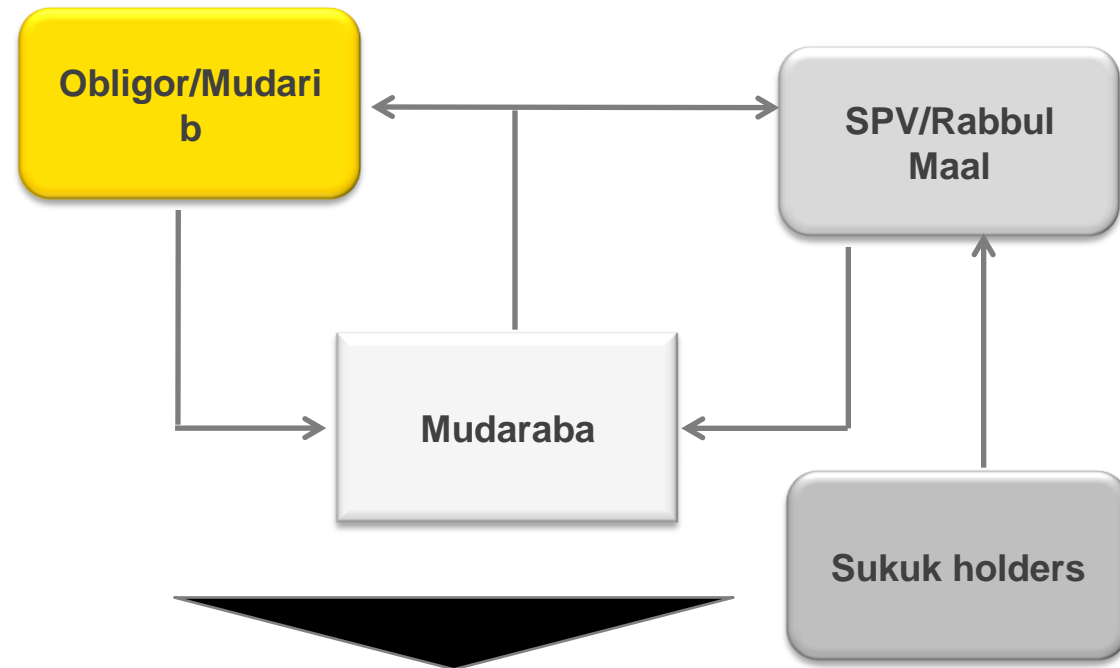 Obligor/Mudari
b
SPV/Rabbul
Maal
Mudaraba
Sukuk holders